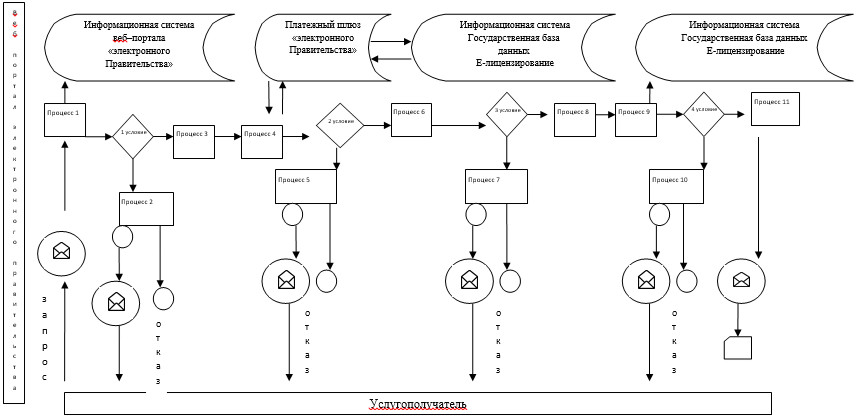 Веб портал электронного правительства
Информационная система
веб–портала
«электронного
Правительства»
Платежный шлюз
«электронного
Правительства»
Информационная система
Государственная база
данных
Е-лицензирование
Информационная система
Государственная база данных
Е-лицензирование
Процесс 1
1 условие
Процесс 3
Процесс 4
2 условие
Процесс 6
3 условие
Процесс 8
Процесс 9
4 условие
Процесс 11
Процесс 2
Процесс 5
Процесс 7
Процесс 10
запрос
отказ
отказ
отказ
отказ
Услугополучатель